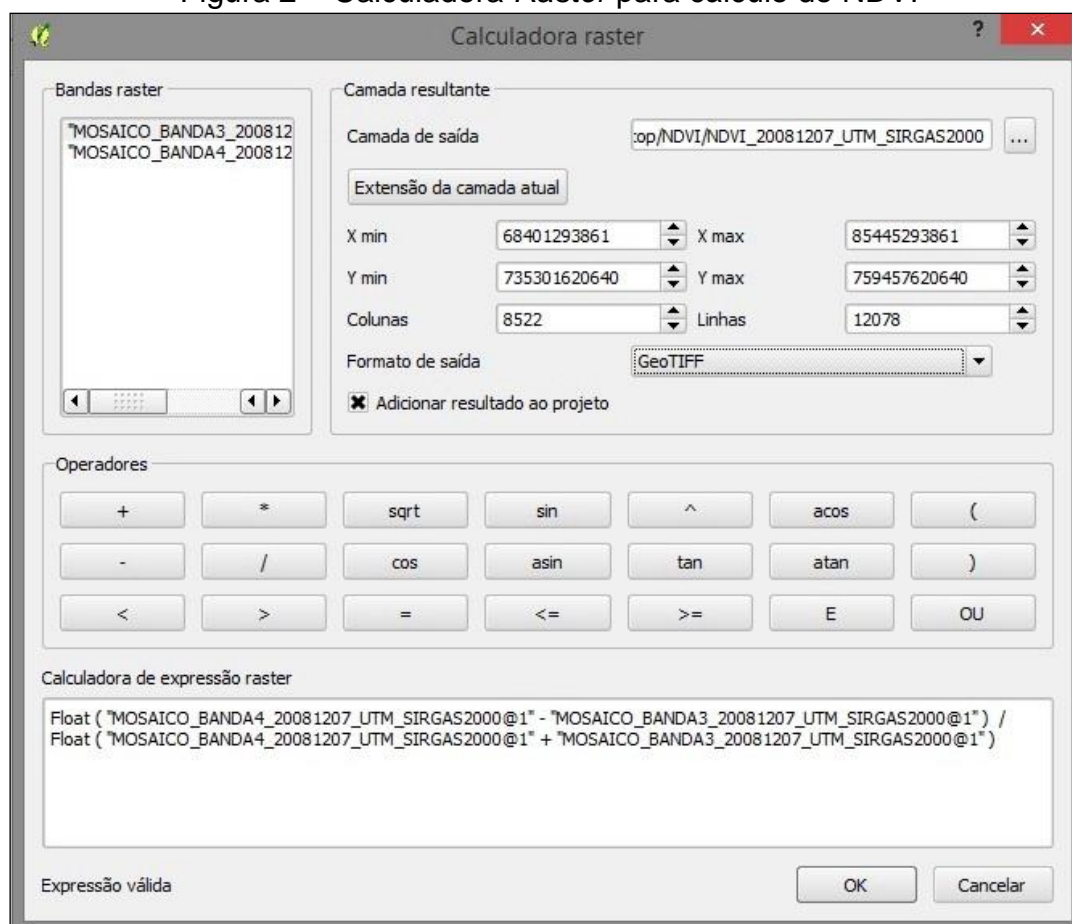 Figura 2 – Calculadora Raster para cálculo do NDVI
Calculadora raster
?
Bandas raster
"MOSAICO_BANDA3_200812
"MOSAICO_BANDA4_200812
Camada resultante
Camada de saída
:op/NDVI/NDVI_20081207_UTM_SIRGAS2000
...
Extensão da camada atual
X min 68401293861 X max 85445293861
Y min 735301620640 Y max 759457620640
Colunas 8522 Linhas 12078
Formato de saída GeoTIFF
Adicionar resultado ao projeto
Operadores
+ * sqrt sin ^ acos (
- / cos asin tan atan )
< > = <= >= E OU
Calculadora de expressão raster
Float ( "MOSAICO_BANDA4_20081207_UTM_SIRGAS2000@1" - "MOSAICO_BANDA3_20081207_UTM_SIRGAS2000@1" ) /
Float ( "MOSAICO_BANDA4_20081207_UTM_SIRGAS2000@1" + "MOSAICO_BANDA3_20081207_UTM_SIRGAS2000@1" )
Expressão válida
OK
Cancelar